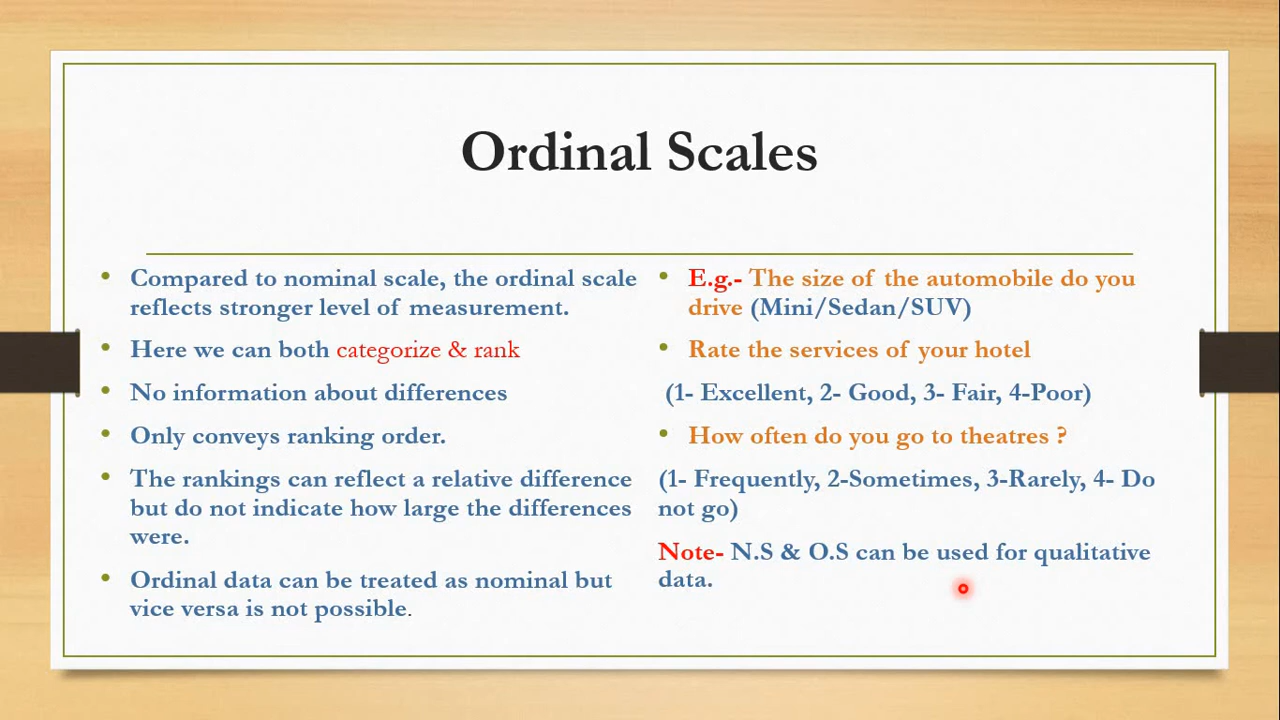 Ordinal Scales
• Compared to nominal scale, the ordinal scale
reflects stronger level of measurement.
• Here we can both categorize & rank
• No information about differences
• Only conveys ranking order.
• The rankings can reflect a relative difference
but do not indicate how large the differences
were.
• Ordinal data can be treated as nominal but
vice versa is not possible.
• E.g.- The size of the automobile do you
drive (Mini/Sedan/SUV)
• Rate the services of your hotel
(1- Excellent, 2- Good, 3- Fair, 4-Poor)
• How often do you go to theatres ?
(1- Frequently, 2-Sometimes, 3-Rarely, 4- Do
not go)
Note- N.S & O.S can be used for qualitative
data.